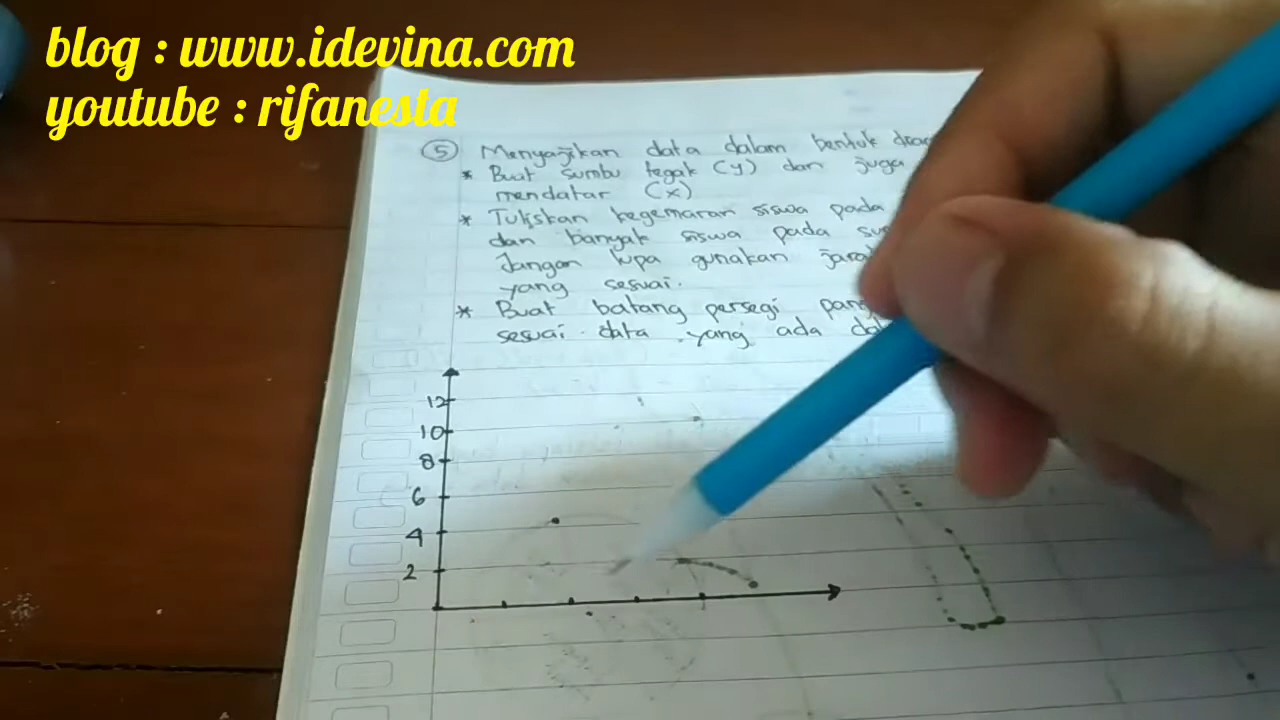 blog : www.idevina.com
youtube : rifanesta
5 Menyajikan data dalam bentuk
* Buat sumbu tegak (y) dan juga
mendatar (x)
* Tuliskan kegemaran siswa pada
dan banyak siswa pada
Jangan lupa gunakan
yang sesuai.
* Buat batang persegi
sesuai data yang ada
12
10
8
6
4
2